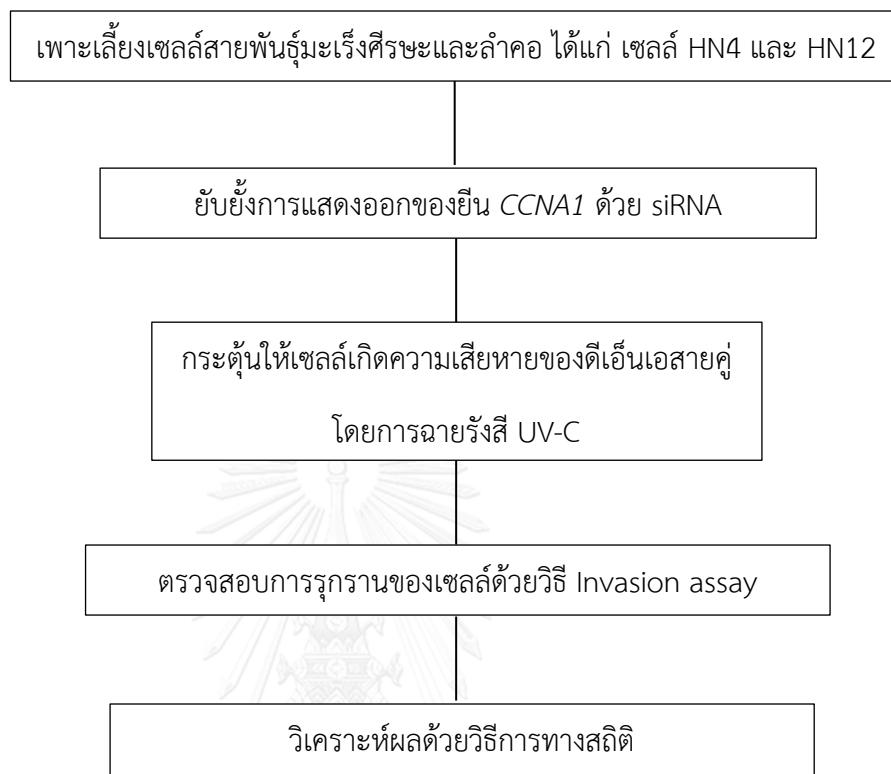 เพาะเลี้ยงเซลล์สายพันธุ์มะเร็งศีรษะและลำคอ ได้แก่ เซลล์ HN4 และ HN12
ยับยั้งการแสดงออกของยีน CCNA1 ด้วย siRNA
กระตุ้นให้เซลล์เกิดความเสียหายของดีเอ็นเอสายคู่
โดยการฉายรังสี UV-C
ตรวจสอบการรุกรานของเซลล์ด้วยวิธี Invasion assay
วิเคราะห์ผลด้วยวิธีการทางสถิติ